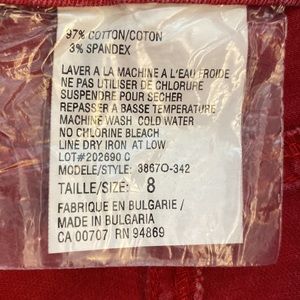 97% COTTON/COTON
3% SPANDEX
LAVER A LA MACHINE A L'EAU FROIDE
NE PAS UTILISER DE CHLORURE
SUSPENDRE POUR SECHER
REPASSER A BASSE TEMPERATURE
MACHINE WASH COLD WATER
NO CHLORINE BLEACH
LINE DRY IRON AT LOW
LOT#202690 C
MODELE/STYLE: 3867O-342
TAILLE/SIZE: 8
FABRIQUE EN BULGARIE/
MADE IN BULGARIA
CA 00707 RN 94869